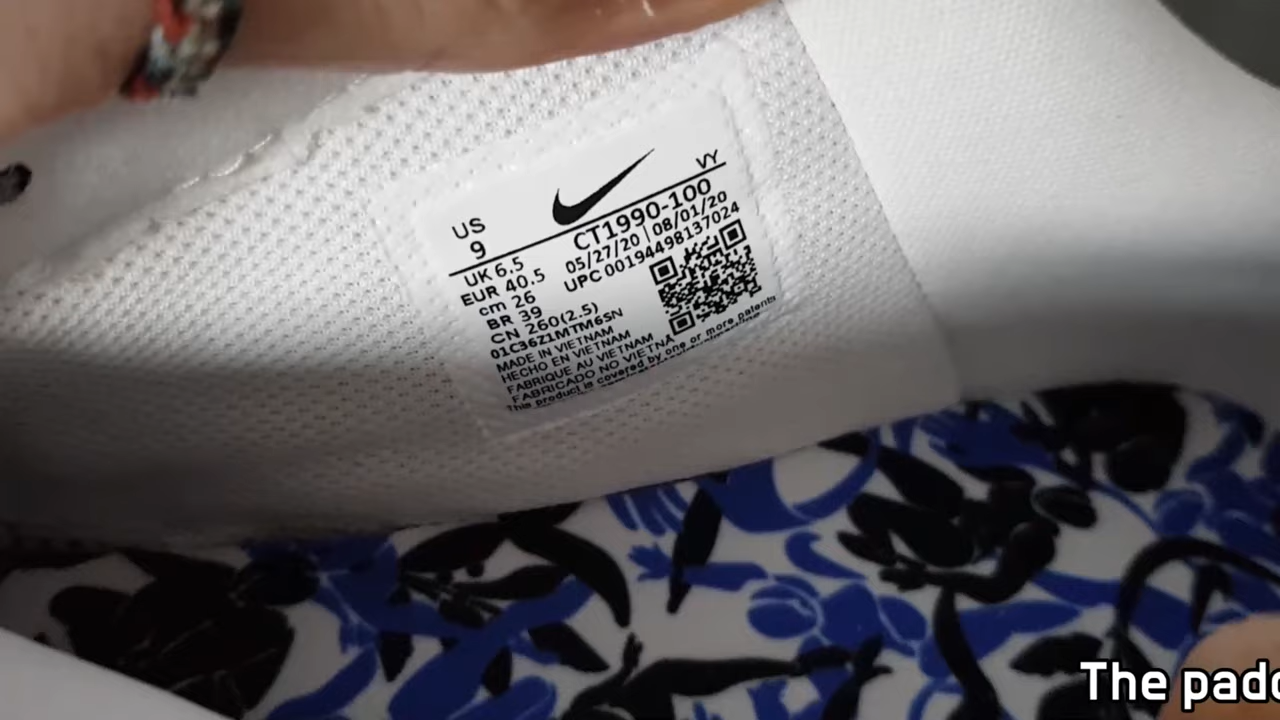 US
9
VY
CT1990-100
05/27/20 | 08/01/20
UPC 00194498137024
UK 6.5
EUR 40.5
cm 26
BR 39
CN 260(2.5)
01C36Z1MTM6SN
MADE IN VIETNAM
HECHO EN VIETNAM
FABRIQUE AU VIETNAM
FABRICADO NO VIETNÃ
This product is covered by one or more patents
The padd